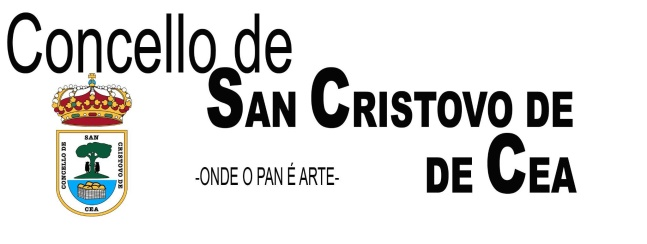 Concello de
SAN CRISTOVO DE
DE CEA
-ONDE O PAN É ARTE-
CONCELLO DE SAN CRISTOVO DE CEA